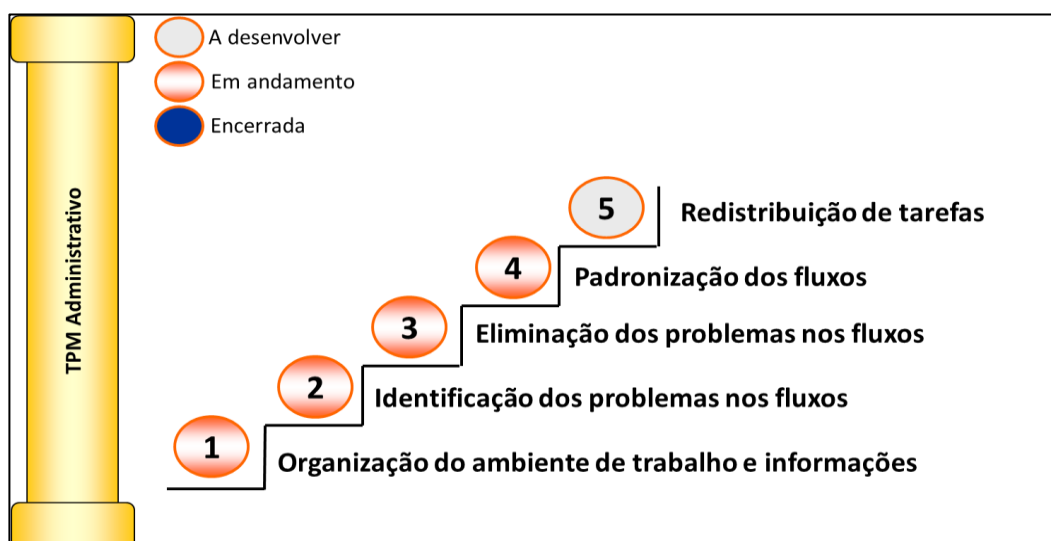 A desenvolver
Em andamento
Encerrada
TPM Administrativo
5
Redistribuição de tarefas
4
Padronização dos fluxos
3
Eliminação dos problemas nos fluxos
2
Identificação dos problemas nos fluxos
1
Organização do ambiente de trabalho e informações